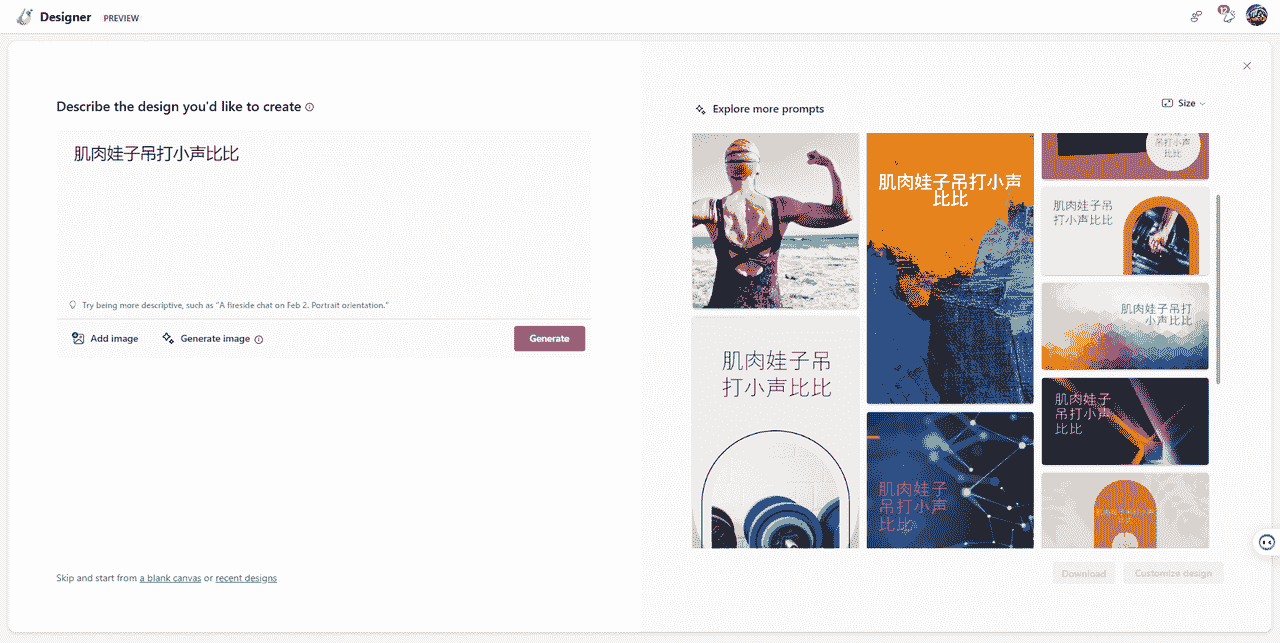 Designer PREVIEW
12
Describe the design you'd like to create
肌肉娃子吊打小声比比
Try being more descriptive, such as "A fireside chat on Feb 2. Portrait orientation."
Add image
Generate image
Generate
Skip and start from a blank canvas or recent designs
Explore more prompts
Size
肌肉娃子吊
打小声比比
肌肉娃子吊打小声
比比
肌肉娃子
吊打小声
比比
吊打小声
比比
肌肉娃子吊
打小声比比
肌肉娃子吊打
小声比比
肌肉娃子
吊打小声
比比
Download
Customize design